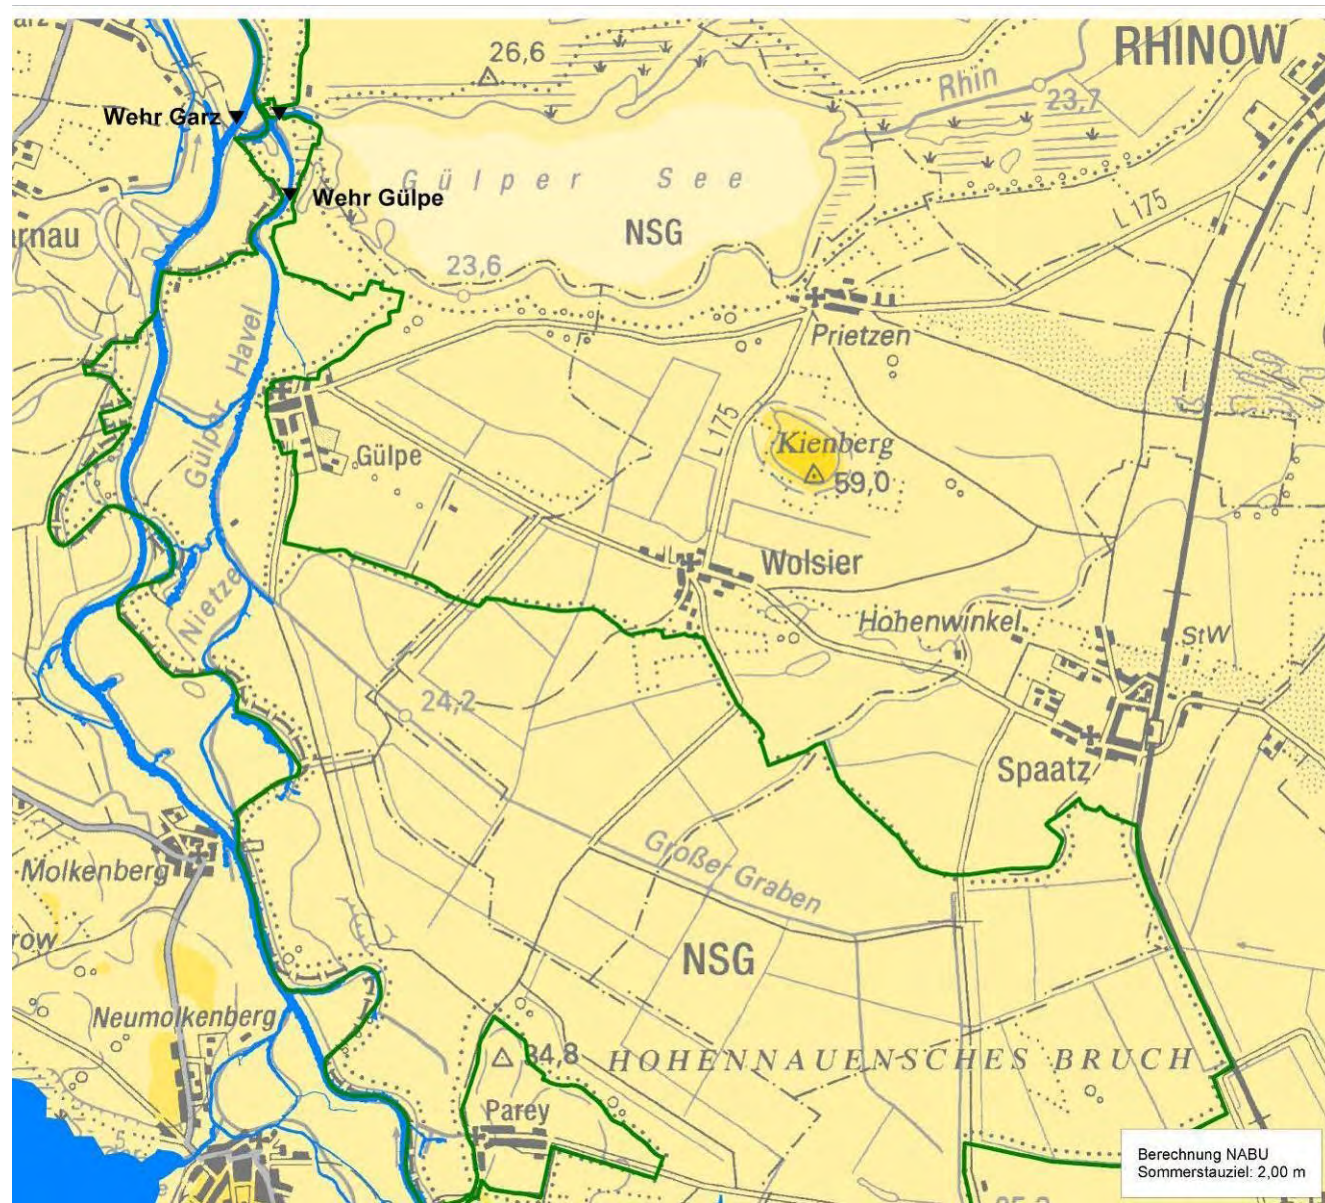 RHINOW
26,6
Rhin
23,7
Wehr Garz
Gülper See
Wehr Gülpe
L 175
NSG
23,6
Prietzen
Gülper Havel
L 175
Kienberg
59,0
Gülpe
Wolsier
Nietze
Hohenwinkel
StW
24,2
Spaatz
Großer Graben
Molkenberg
NSG
Neumolkenberg
34,8
HOHENNAUENSCHES BRUCH
Parey
Berechnung NABU
Sommerstauziel: 2,00 m